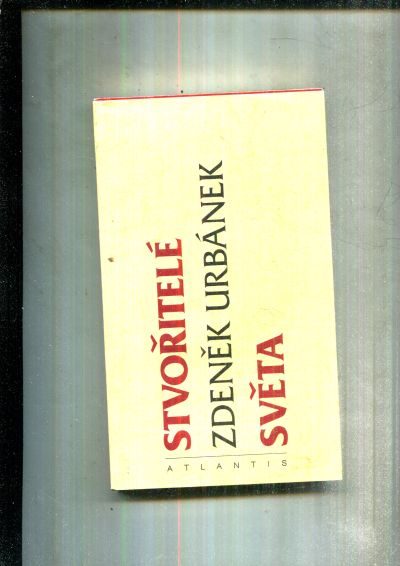 STVOŘITELÉ
ZDENĚK URBÁNEK
SVĚTA
ATLANTIS